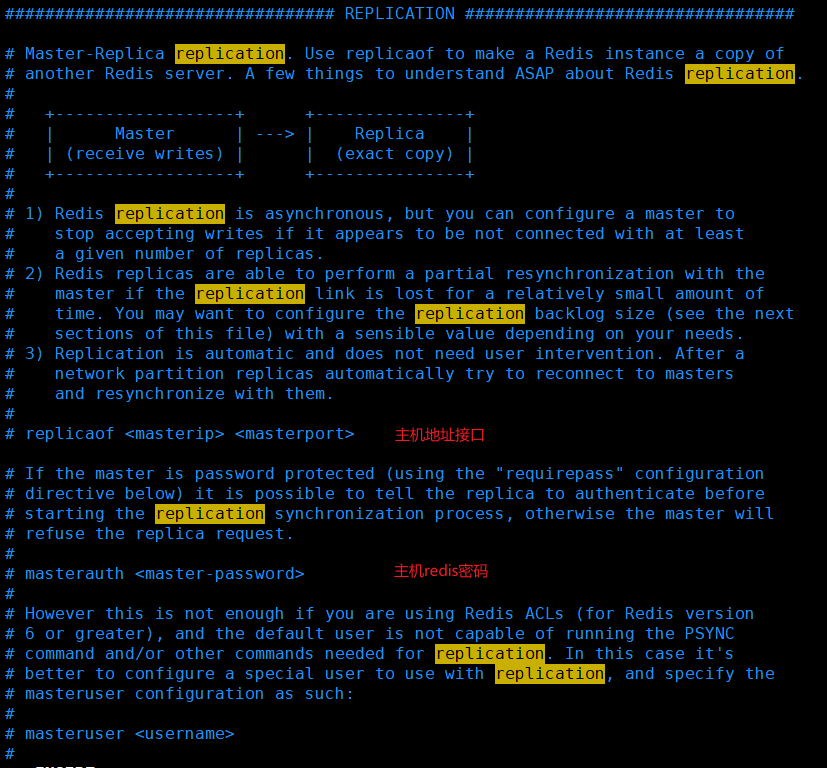 ################################# REPLICATION #################################
# Master-Replica replication. Use replicaof to make a Redis instance a copy of
# another Redis server. A few things to understand ASAP about Redis replication.
#
#   +------------------+      +---------------+
#   |      Master      | ---> |    Replica    |
#   | (receive writes) |      |  (exact copy) |
#   +------------------+      +---------------+
#
# 1) Redis replication is asynchronous, but you can configure a master to
#    stop accepting writes if it appears to be not connected with at least
#    a given number of replicas.
# 2) Redis replicas are able to perform a partial resynchronization with the
#    master if the replication link is lost for a relatively small amount of
#    time. You may want to configure the replication backlog size (see the next
#    sections of this file) with a sensible value depending on your needs.
# 3) Replication is automatic and does not need user intervention. After a
#    network partition replicas automatically try to reconnect to masters
#    and resynchronize with them.
#
# replicaof <masterip> <masterport>    主机地址接口
# If the master is password protected (using the "requirepass" configuration
# directive below) it is possible to tell the replica to authenticate before
# starting the replication synchronization process, otherwise the master will
# refuse the replica request.
#
# masterauth <master-password>         主机redis密码
#
# However this is not enough if you are using Redis ACLs (for Redis version
# 6 or greater), and the default user is not capable of running the PSYNC
# command and/or other commands needed for replication. In this case it's
# better to configure a special user to use with replication, and specify the
# masteruser configuration as such:
#
# masteruser <username>
#